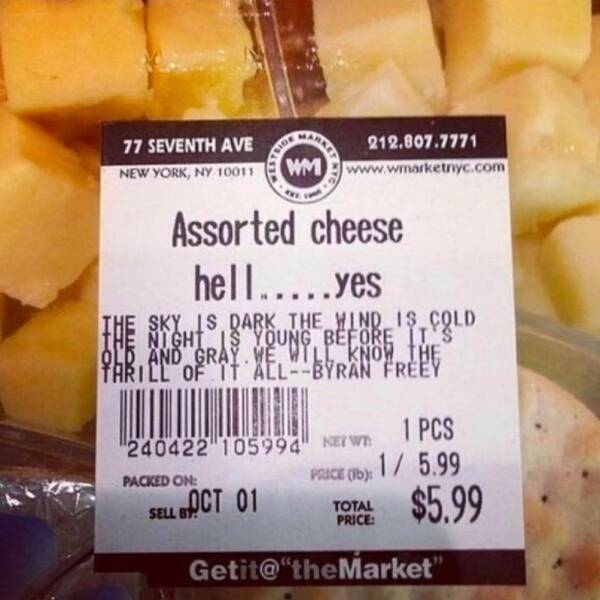 77 SEVENTH AVE
212.807.7771
WESTSIDE MARKET NYC
WM
NEW YORK, NY 10011
www.wmarketnyc.com
Assorted cheese
hell.....yes
THE SKY IS DARK THE WIND IS COLD
THE NIGHT IS YOUNG BEFORE IT'S
OLD AND GRAY WE WILL KNOW THE
THRILL OF IT ALL--BYRAN FREEY
240422 105994
NET WT: 1 PCS
PRICE (lb): 1/ 5.99
PACKED ON:
SELL BY: OCT 01
TOTAL PRICE: $5.99
Getit@"theMarket"